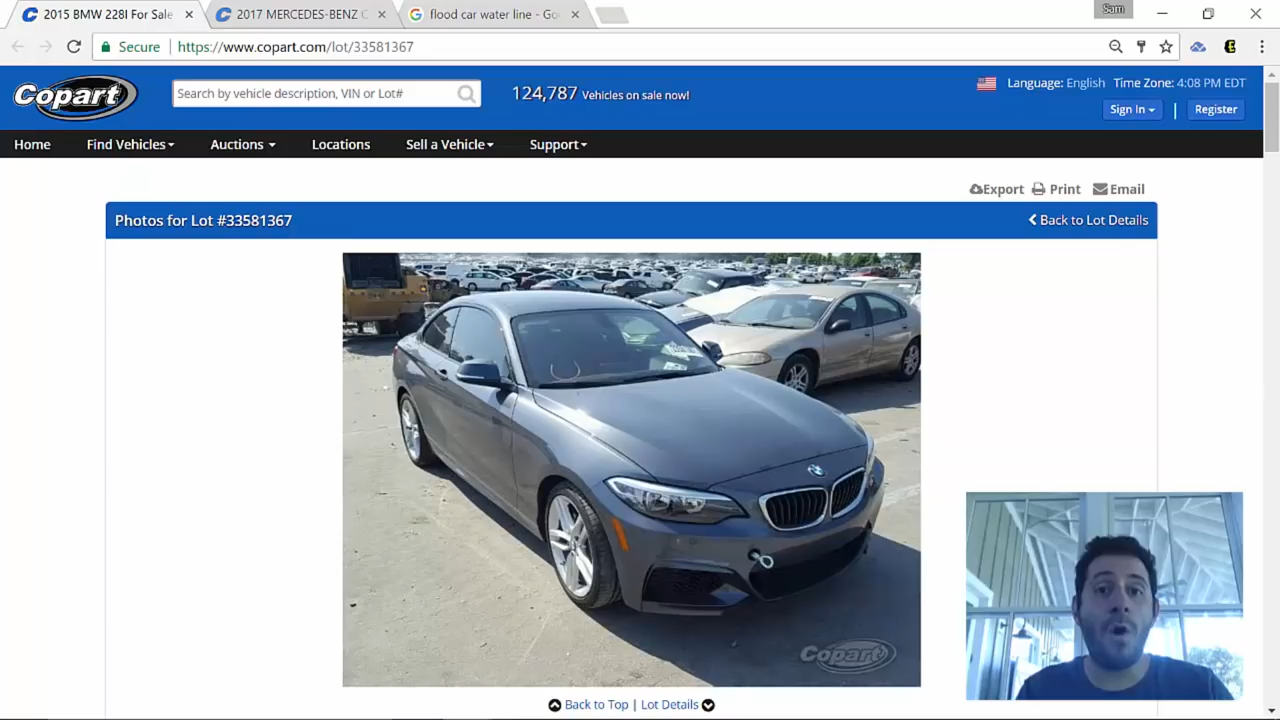 2015 BMW 228I For Sale
2017 MERCEDES-BENZ C
flood car water line - Go
Sam
Secure
https://www.copart.com/lot/33581367
Copart
Search by vehicle description, VIN or Lot#
124,787 Vehicles on sale now!
Language: English Time Zone: 4:08 PM EDT
Sign In
Register
Home
Find Vehicles
Auctions
Locations
Sell a Vehicle
Support
Export
Print
Email
Photos for Lot #33581367
Back to Lot Details
Copart
Back to Top | Lot Details